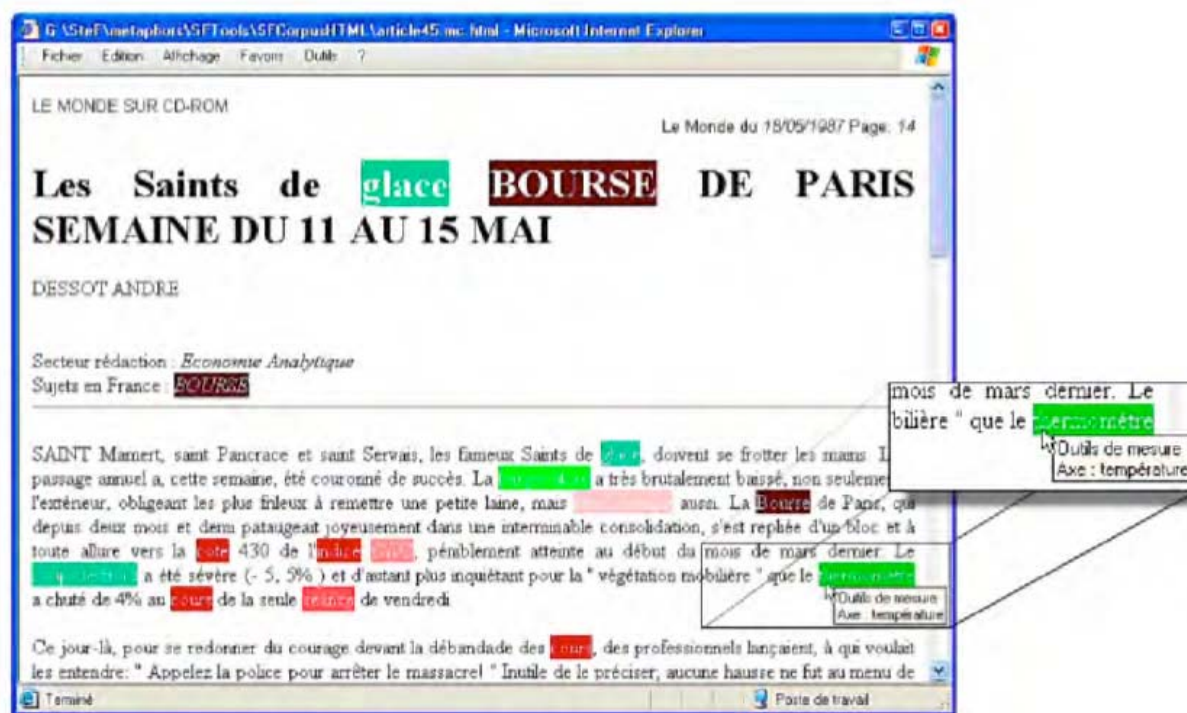 G:\SteF\metaphors\SFTools\SFCorpusHTML\article45.mc.html - Microsoft Internet Explorer
Fichier Edition Affichage Favoris Outils ?
LE MONDE SUR CD-ROM
Le Monde du 18/05/1987 Page: 14
Les Saints de glace BOURSE DE PARIS
SEMAINE DU 11 AU 15 MAI
DESSOT ANDRE
Secteur rédaction : Economie Analytique
Sujets en France : BOURSE
SAINT Mamert, saint Pancrace et saint Servais, les fameux Saints de glace, doivent se frotter les mains.
passage annuel a, cette semaine, été couronné de succès. La a très brutalement baissé, non seulement
l'extérieur, obligeant les plus frileux à remettre une petite laine, mais aussi. La Bourse de Paris, qui
depuis deux mois et demi pataugeait joyeusement dans une interminable consolidation, s'est repliée d'un bloc et à
toute allure vers la cote 430 de l'indice , péniblement atteinte au début du mois de mars dernier. Le
a été sévère (- 5, 5% ) et d'autant plus inquiétant pour la " végétation mobilière " que le thermomètre
a chuté de 4% au cours de la seule séance de vendredi
Outils de mesure
Axe : température
Ce jour-là, pour se redonner du courage devant la débandade des cours, des professionnels lançaient, à qui voulait
les entendre: " Appelez la police pour arrêter le massacre! " Inutile de le préciser, aucune hausse ne fut au menu de
Terminé
Poste de travail
mois de mars dernier. Le
bilière " que le thermomètre
Outils de mesure
Axe : température